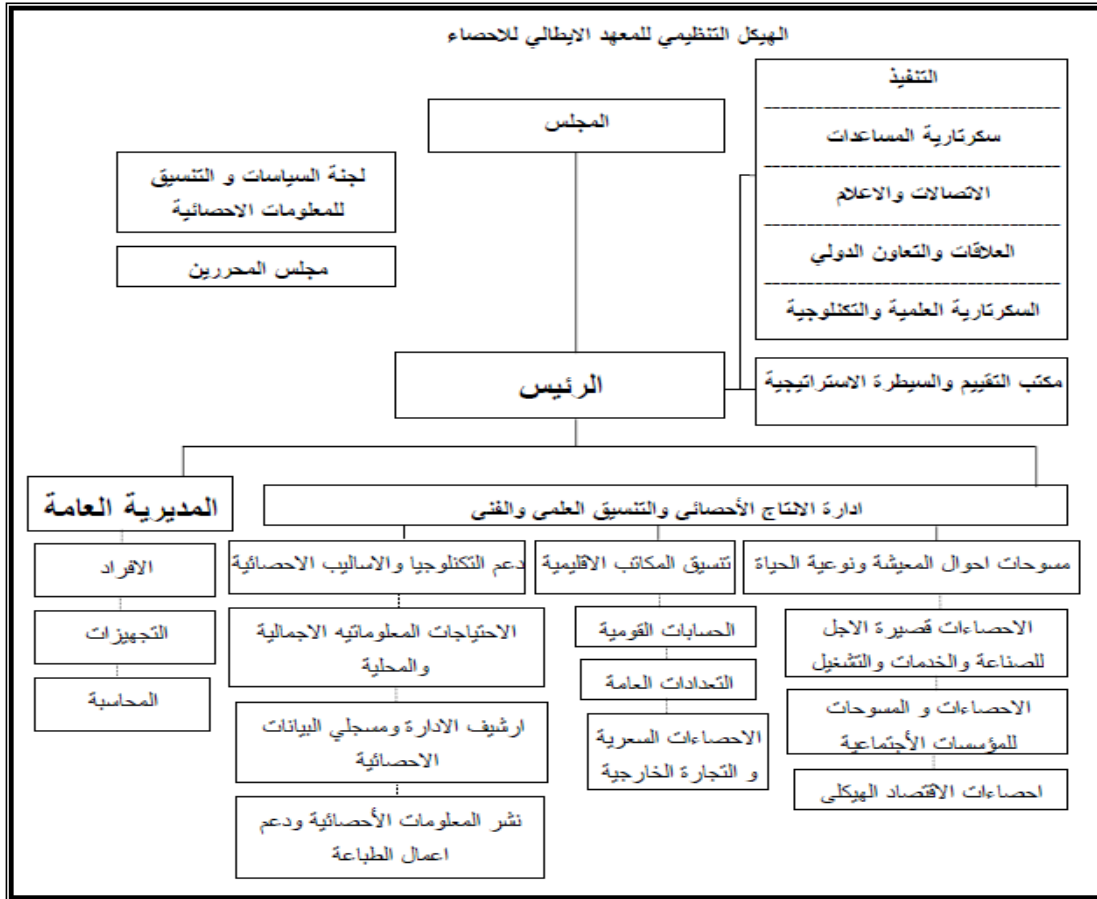 الهيكل التنظيمي للمعهد الايطالي للاحصاء
التنفيذ
سكرتارية المساعدات
الاتصالات والاعلام
العلاقات والتعاون الدولي
السكرتارية العلمية والتكنلوجية
المجلس
لجنة السياسات و التنسيق
للمعلومات الاحصائية
مجلس المحررين
الرئيس
مكتب التقييم والسيطرة الاستراتيجية
ادارة الانتاج الأحصائي والتنسيق العلمي والفني
المديرية العامة
مسوحات احوال المعيشة ونوعية الحياة
الاحصاءات قصيرة الاجل
للصناعة والخدمات والتشغيل
الاحصاءات و المسوحات
للمؤسسات الأجتماعية
احصاءات الاقتصاد الهيكلي
تنسيق المكاتب الاقليمية
الحسابات القومية
التعدادات العامة
الاحصاءات السعرية
و التجارة الخارجية
دعم التكنلوجيا والاساليب الاحصائية
الاحتياجات المعلوماتيه الاجمالية
والمحلية
ارشيف الادارة ومسجلي البيانات
الاحصائية
نشر المعلومات الأحصائية ودعم
اعمال الطباعة
الافراد
التجهيزات
المحاسبة